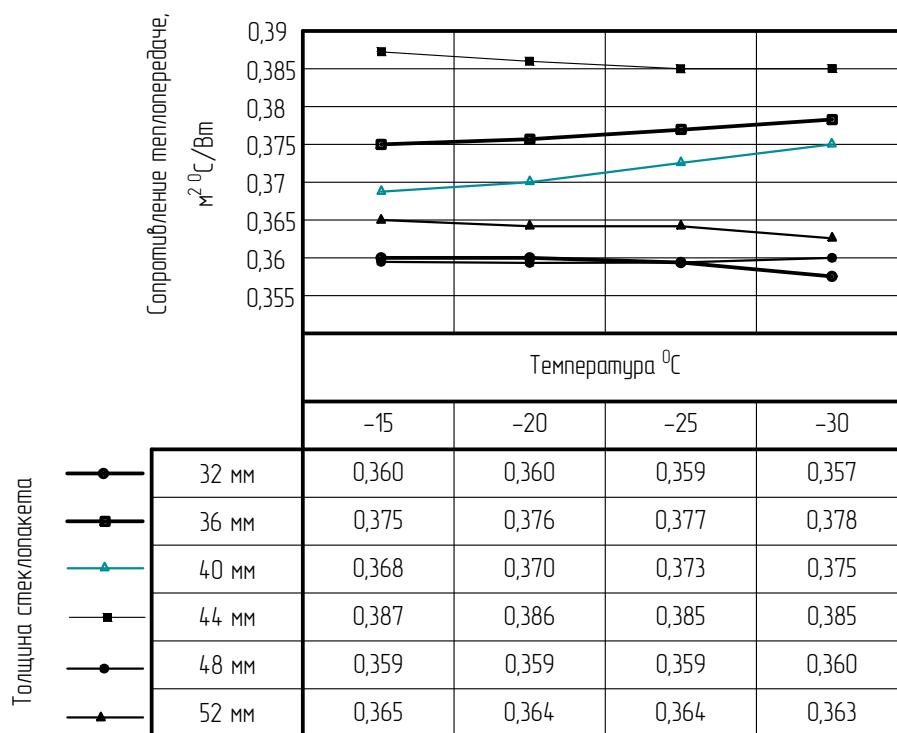 Сопротивление теплопередаче,
м² ⁰С/Вт
0,39
0,385
0,38
0,375
0,37
0,365
0,36
0,355
Температура ⁰С
-15 -20 -25 -30
Толщина стеклопакета
32 мм 0,360 0,360 0,359 0,357
36 мм 0,375 0,376 0,377 0,378
40 мм 0,368 0,370 0,373 0,375
44 мм 0,387 0,386 0,385 0,385
48 мм 0,359 0,359 0,359 0,360
52 мм 0,365 0,364 0,364 0,363